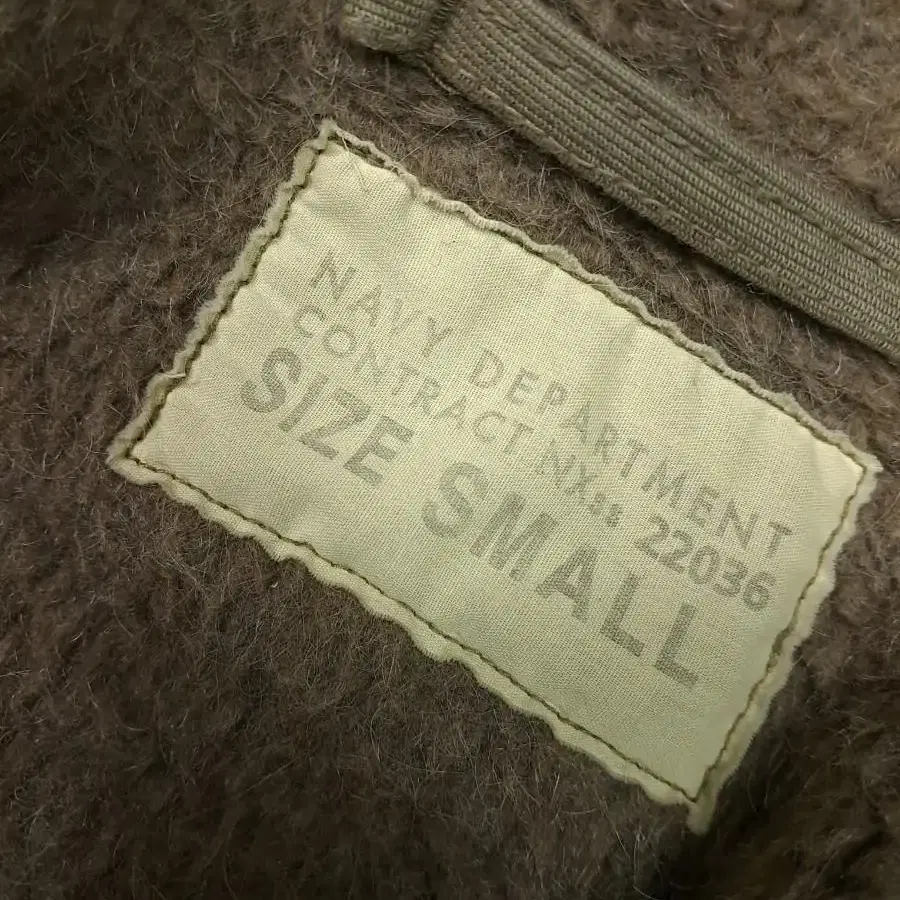 NAVY DEPARTMENT
CONTRACT NXss 22036
SIZE SMALL